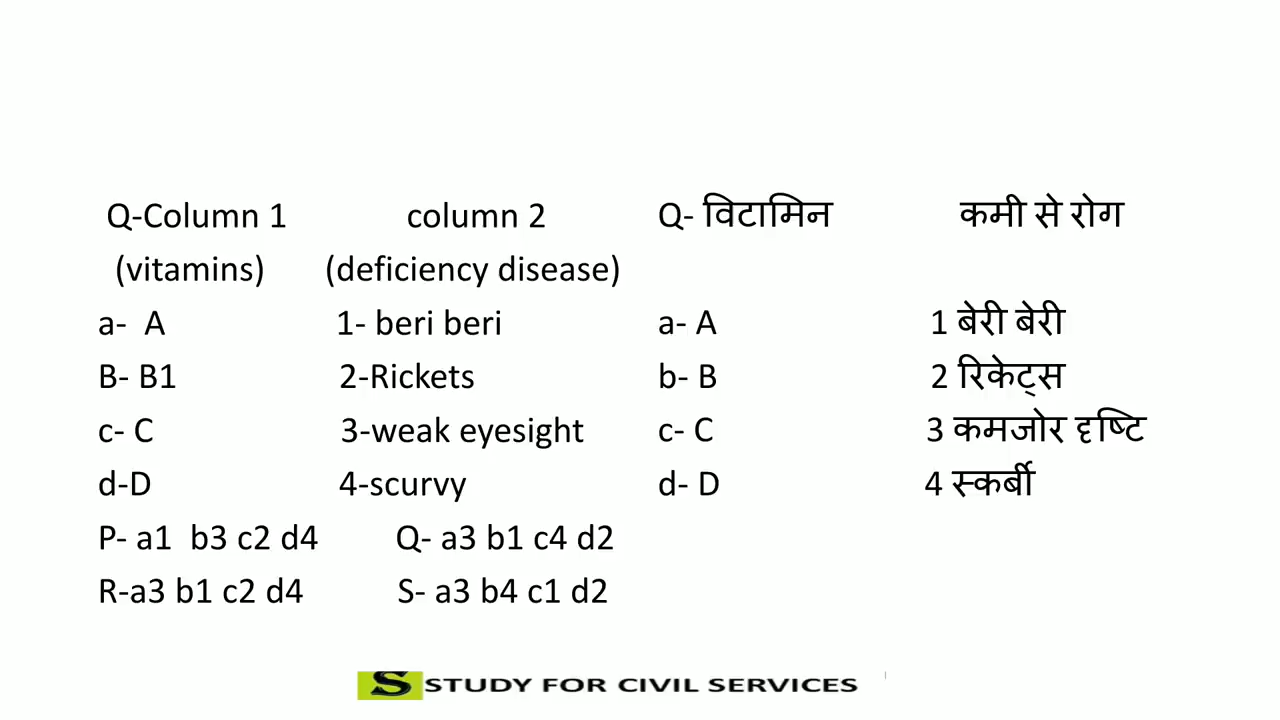 Q-Column 1 column 2 Q- विटामिन कमी से रोग
(vitamins) (deficiency disease)
a- A 1- beri beri a- A 1 बेरी बेरी
B- B1 2-Rickets b- B 2 रिकेट्स
c- C 3-weak eyesight c- C 3 कमजोर दृष्टि
d-D 4-scurvy d- D 4 स्कर्बी
P- a1 b3 c2 d4 Q- a3 b1 c4 d2
R-a3 b1 c2 d4 S- a3 b4 c1 d2
S STUDY FOR CIVIL SERVICES